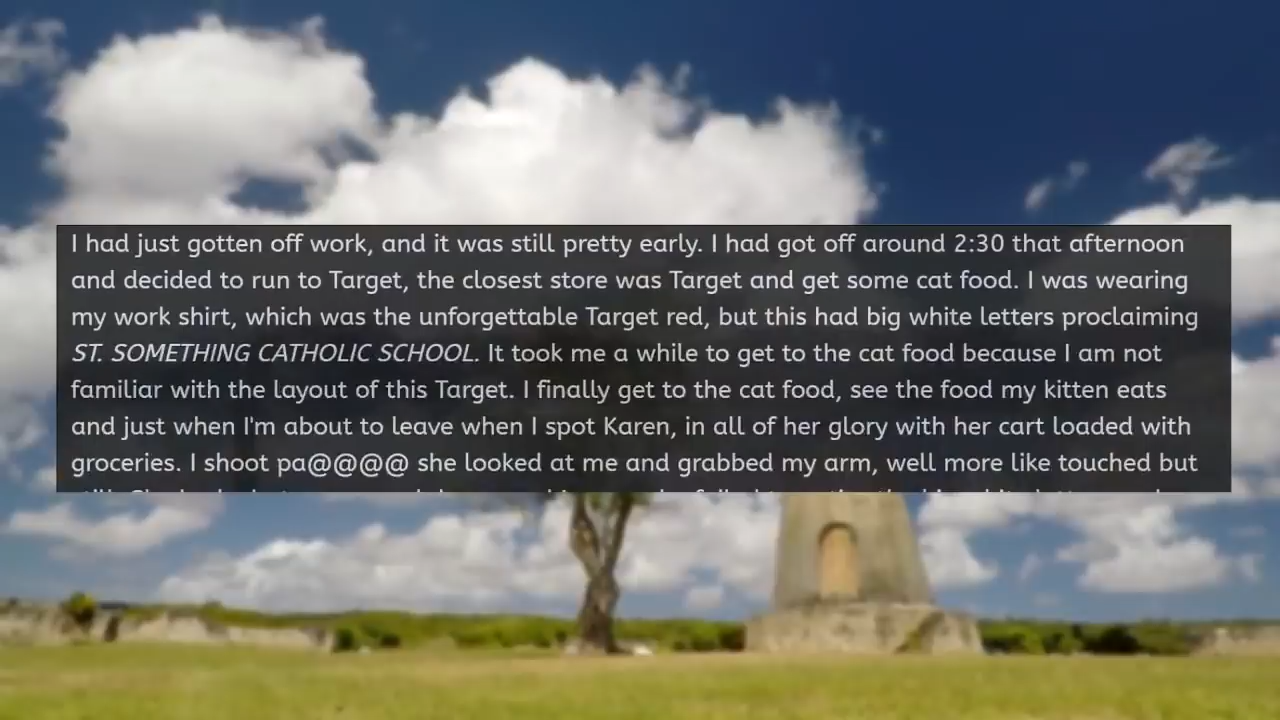 I had just gotten off work, and it was still pretty early. I had got off around 2:30 that afternoon
and decided to run to Target, the closest store was Target and get some cat food. I was wearing
my work shirt, which was the unforgettable Target red, but this had big white letters proclaiming
ST. SOMETHING CATHOLIC SCHOOL. It took me a while to get to the cat food because I am not
familiar with the layout of this Target. I finally get to the cat food, see the food my kitten eats
and just when I'm about to leave when I spot Karen, in all of her glory with her cart loaded with
groceries. I shoot pa@@@@ she looked at me and grabbed my arm, well more like touched but